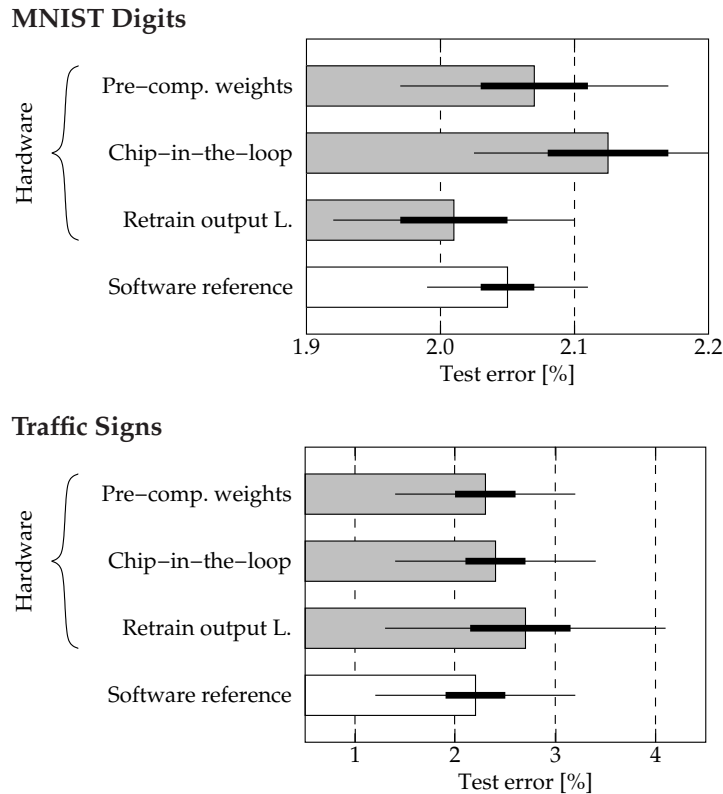 MNIST Digits
Hardware
Pre−comp. weights
Chip−in−the−loop
Retrain output L.
Software reference
1.9 2.0 2.1 2.2
Test error [%]
Traffic Signs
Hardware
Pre−comp. weights
Chip−in−the−loop
Retrain output L.
Software reference
1 2 3 4
Test error [%]